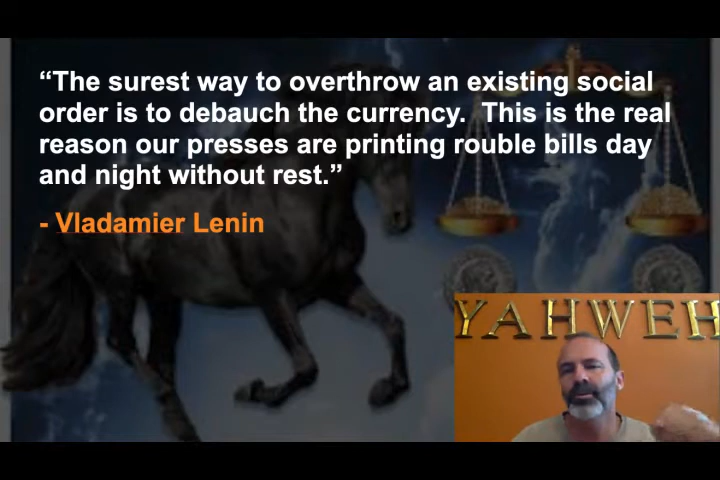 “The surest way to overthrow an existing social
order is to debauch the currency.  This is the real
reason our presses are printing rouble bills day
and night without rest.”
- Vladamier Lenin
YAHWEH